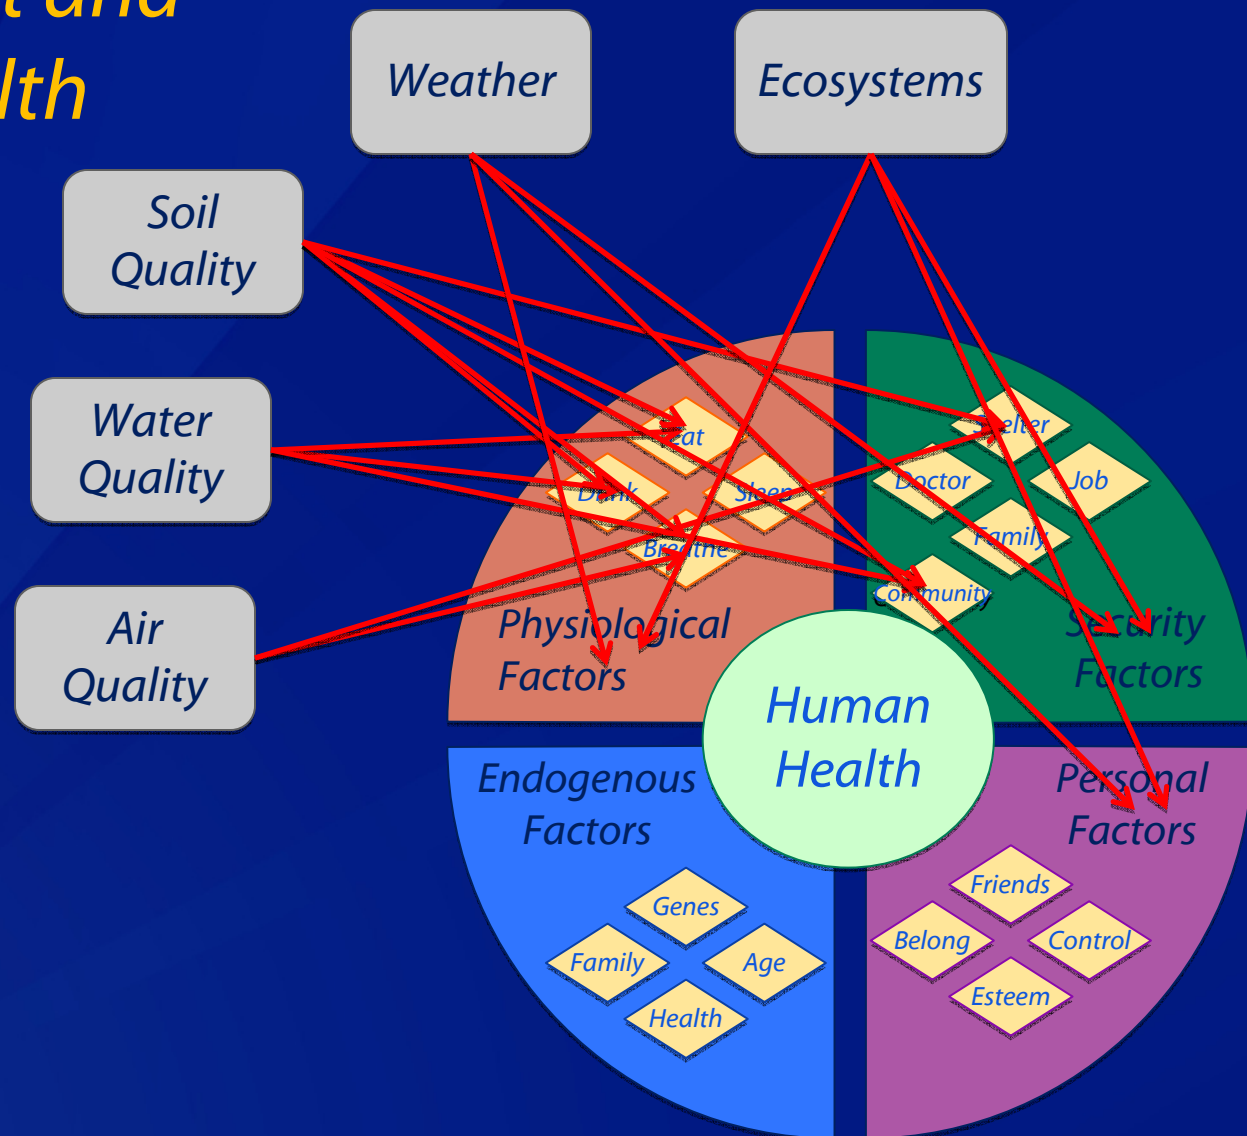 t and
lth
Weather
Ecosystems
Soil
Quality
Water
Quality
Air
Quality
Eat
Drink
Sleep
Breathe
Physiological
Factors
Shelter
Doctor
Job
Family
Community
Security
Factors
Human
Health
Endogenous
Factors
Genes
Family
Age
Health
Personal
Factors
Friends
Belong
Control
Esteem